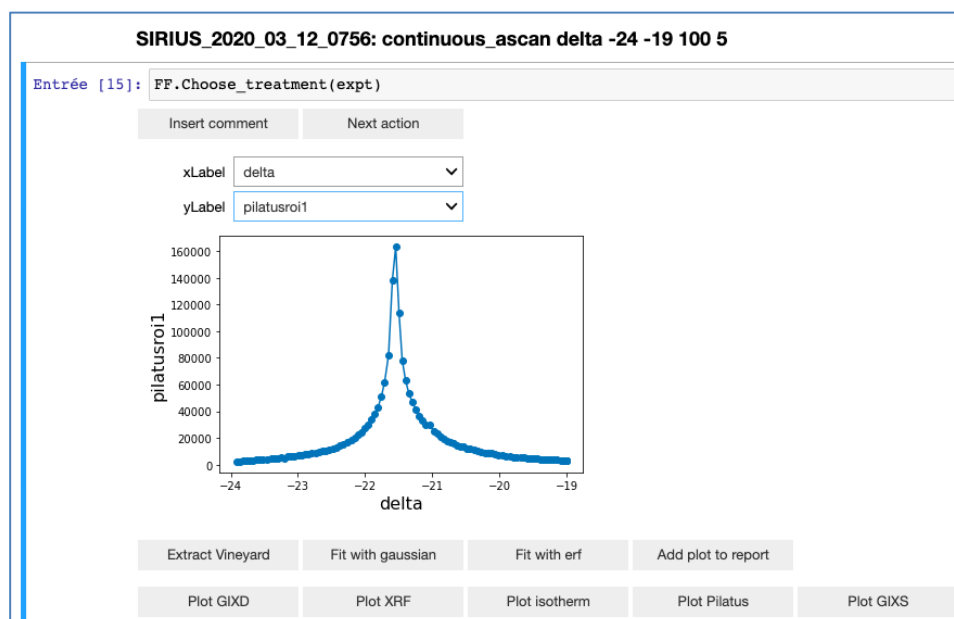 SIRIUS_2020_03_12_0756: continuous_ascan delta -24 -19 100 5
Entrée [15]: FF.Choose_treatment(expt)
Insert comment Next action
xLabel delta
yLabel pilatusroi1
160000
140000
120000
100000
80000
60000
40000
20000
0
pilatusroi1
−24 −23 −22 −21 −20 −19
delta
Extract Vineyard Fit with gaussian Fit with erf Add plot to report
Plot GIXD Plot XRF Plot isotherm Plot Pilatus Plot GIXS